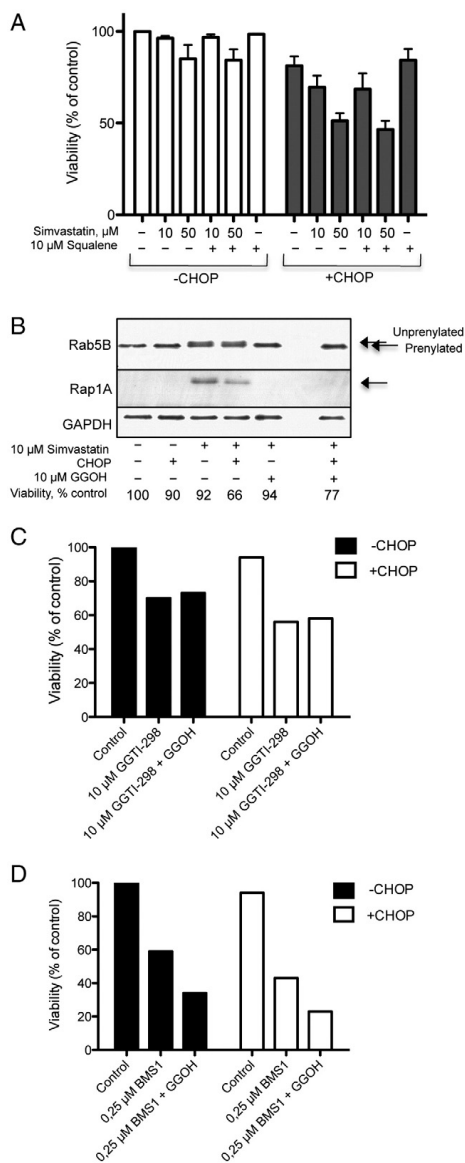 A
Viability (% of control)
100
50
0
Simvastatin, µM – 10 50 10 50 – – 10 50 10 50 –
10 µM Squalene – – – + + + – – – + + +
-CHOP +CHOP
B
Rab5B
Unprenylated
Prenylated
Rap1A
GAPDH
10 µM Simvastatin – – + + + +
CHOP – + – + – +
10 µM GGOH – – – – + +
Viability, % control 100 90 92 66 94 77
C
Viability (% of control)
100
80
60
40
20
0
-CHOP
+CHOP
Control
10 µM GGTI-298
10 µM GGTI-298 + GGOH
Control
10 µM GGTI-298
10 µM GGTI-298 + GGOH
D
Viability (% of control)
100
80
60
40
20
0
-CHOP
+CHOP
Control
0,25 µM BMS1
0,25 µM BMS1 + GGOH
Control
0,25 µM BMS1
0,25 µM BMS1 + GGOH